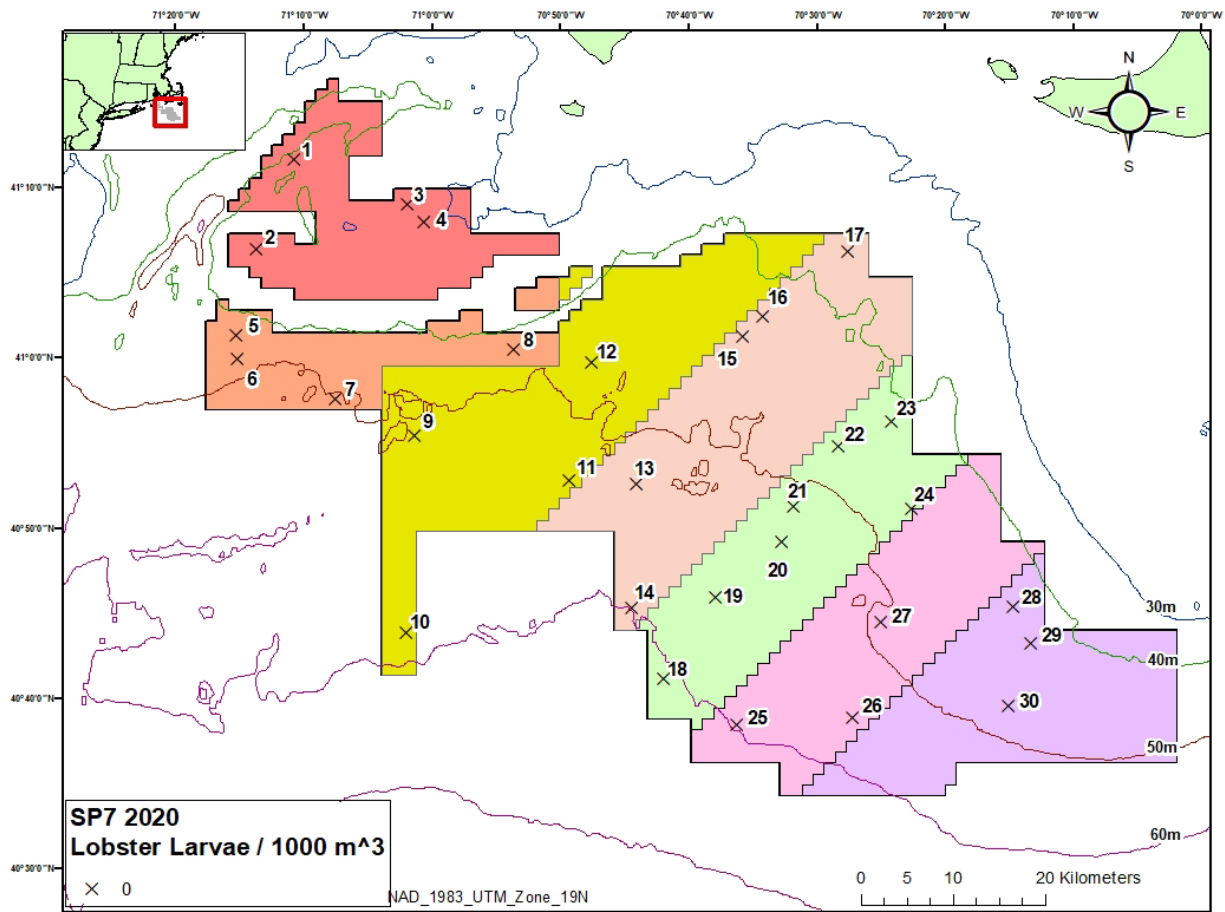 71°20'0"W
71°10'0"W
71°0'0"W
70°50'0"W
70°40'0"W
70°30'0"W
70°20'0"W
70°10'0"W
70°0'0"W
N
W
E
S
1
41°10'0"N
3
4
2
17
16
5
41°0'0"N
8
12
15
6
7
23
9
22
11
13
21
24
40°50'0"N
20
14
19
28
30m
27
10
29
40m
18
40°40'0"N
25
26
30
50m
SP7 2020
60m
Lobster Larvae / 1000 m^3
40°30'0"N
0
NAD_1983_UTM_Zone_19N
0 5 10 20 Kilometers